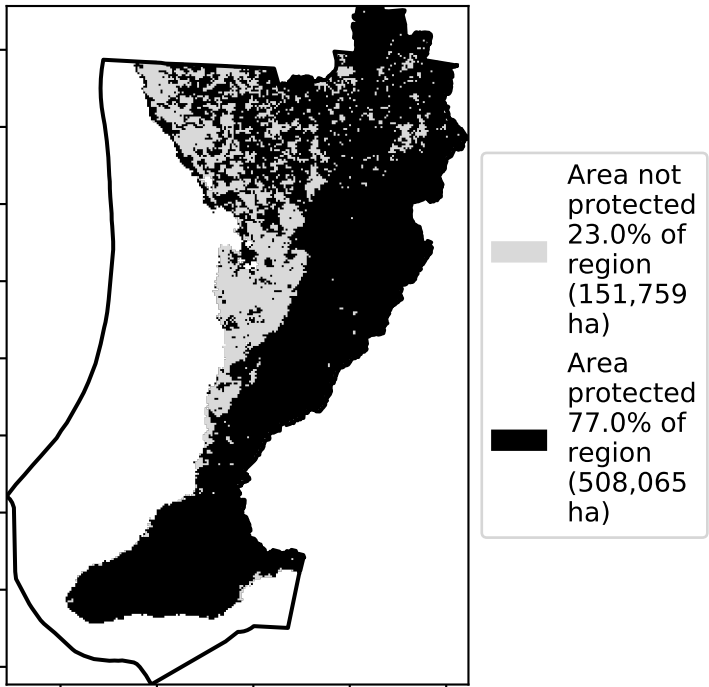 Area not
protected
23.0% of
region
(151,759
ha)
Area
protected
77.0% of
region
(508,065
ha)